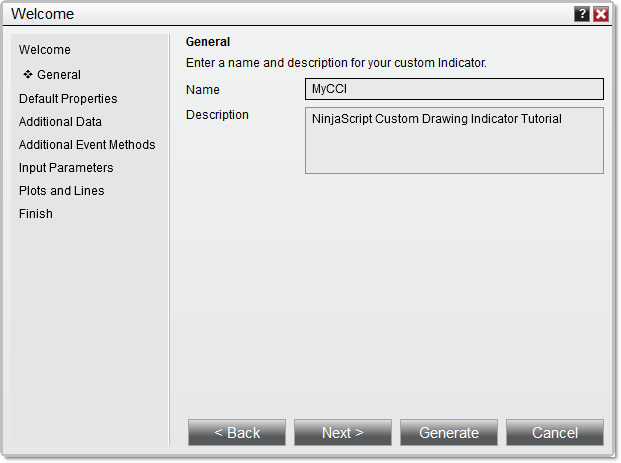 Welcome
?
Welcome
General
Default Properties
Additional Data
Additional Event Methods
Input Parameters
Plots and Lines
Finish
General
Enter a name and description for your custom Indicator.
Name MyCCI
Description NinjaScript Custom Drawing Indicator Tutorial
< Back Next > Generate Cancel